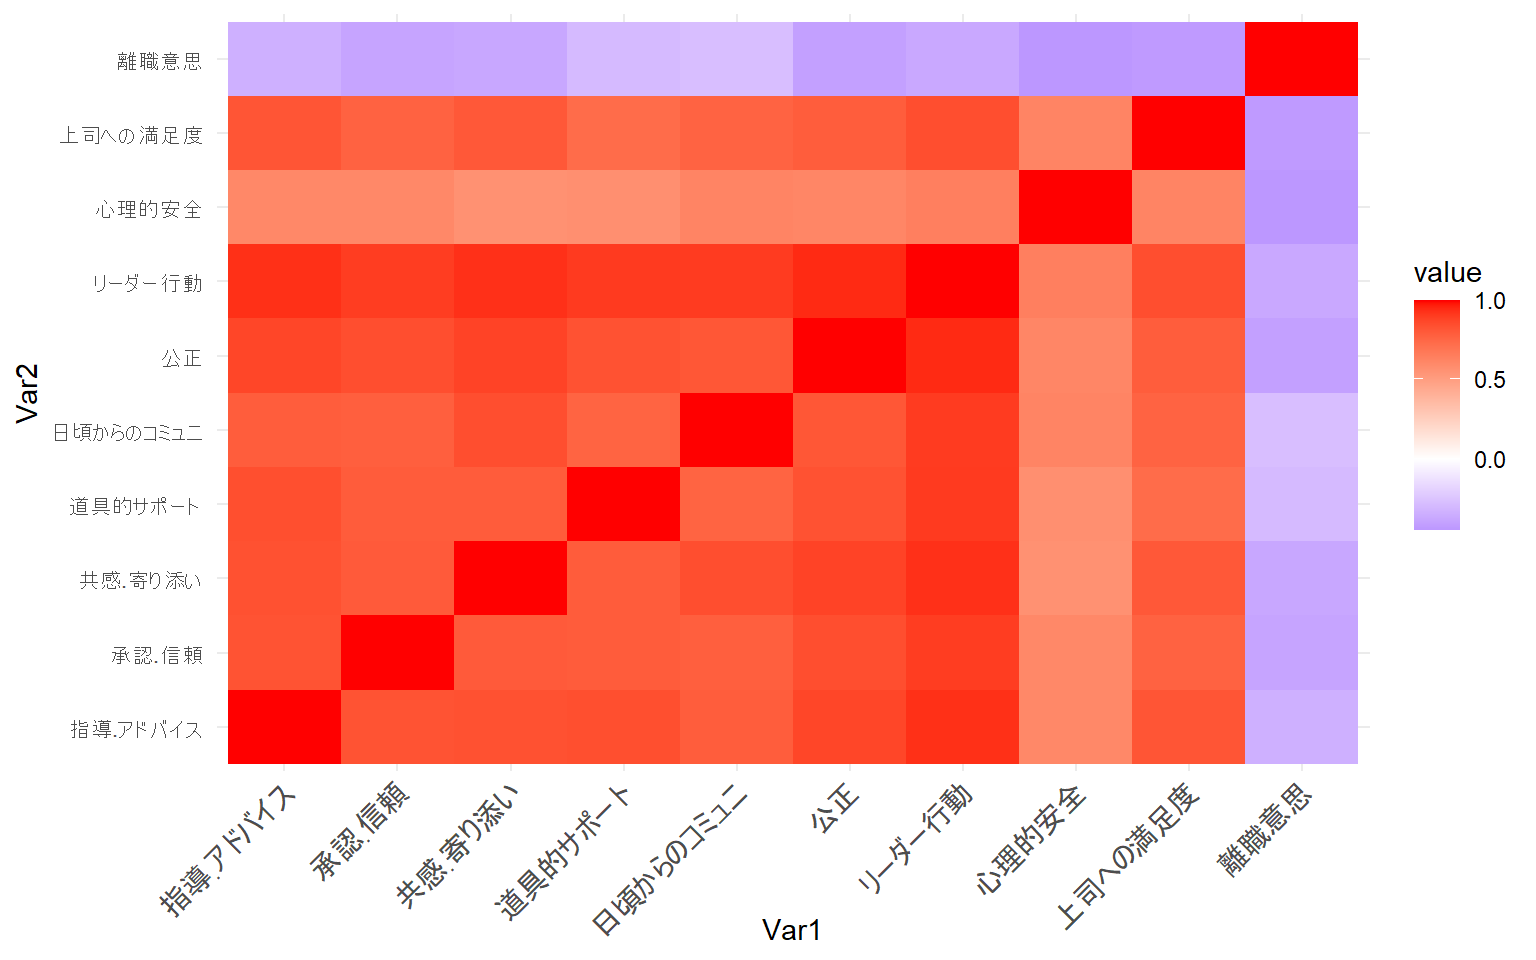 離職意思
上司への満足度
心理的安全
リーダー行動
公正
日頃からのコミュニ
道具的サポート
共感.寄り添い
承認.信頼
指導.アドバイス
Var2
指導.アドバイス
承認.信頼
共感.寄り添い
道具的サポート
日頃からのコミュニ
公正
リーダー行動
心理的安全
上司への満足度
離職意思
Var1
value
1.0
0.5
0.0